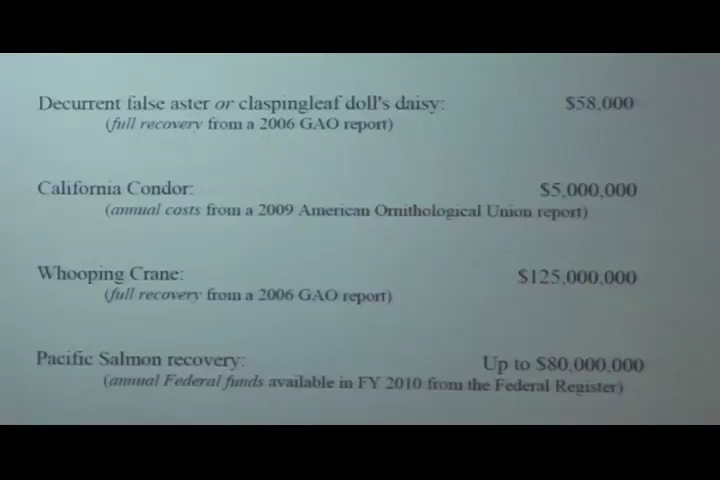 Decurrent false aster or claspingleaf doll's daisy: $58,000
(full recovery from a 2006 GAO report)
California Condor: $5,000,000
(annual costs from a 2009 American Ornithological Union report)
Whooping Crane: $125,000,000
(full recovery from a 2006 GAO report)
Pacific Salmon recovery: Up to $80,000,000
(annual Federal funds available in FY 2010 from the Federal Register)